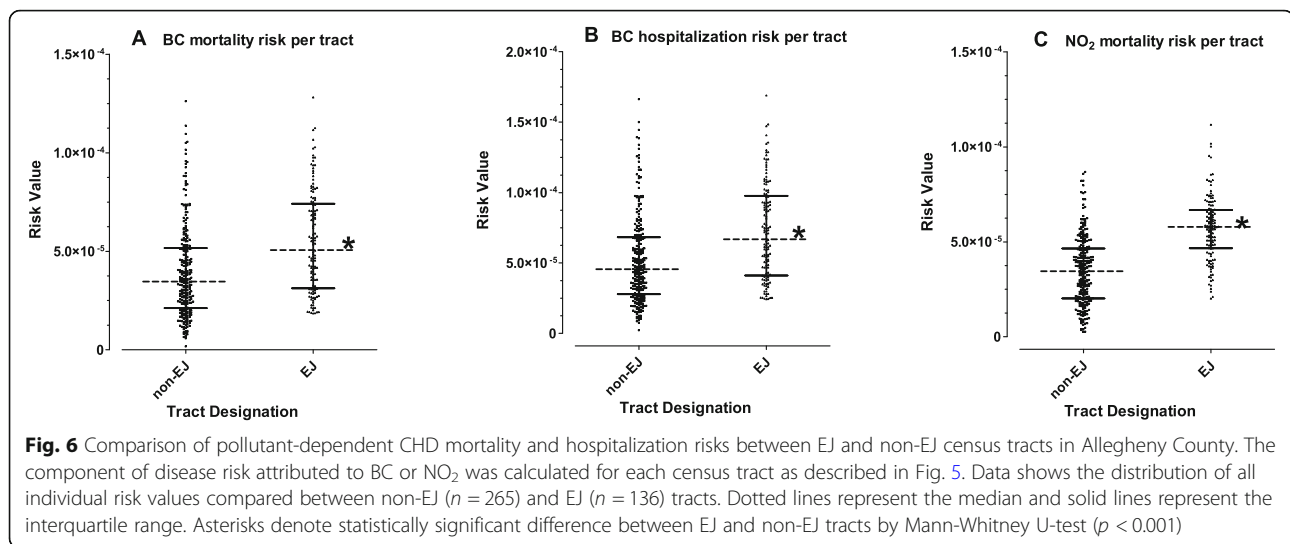 A BC mortality risk per tract
1.5×10⁻⁴
1.0×10⁻⁴
5.0×10⁻⁵
0
Risk Value
non-EJ
EJ
*
Tract Designation
B BC hospitalization risk per tract
2.0×10⁻⁴
1.5×10⁻⁴
1.0×10⁻⁴
5.0×10⁻⁵
0
Risk Value
non-EJ
EJ
*
Tract Designation
C NO₂ mortality risk per tract
1.5×10⁻⁴
1.0×10⁻⁴
5.0×10⁻⁵
0
Risk Value
non-EJ
EJ
*
Tract Designation
Fig. 6 Comparison of pollutant-dependent CHD mortality and hospitalization risks between EJ and non-EJ census tracts in Allegheny County. The
component of disease risk attributed to BC or NO₂ was calculated for each census tract as described in Fig. 5. Data shows the distribution of all
individual risk values compared between non-EJ (n = 265) and EJ (n = 136) tracts. Dotted lines represent the median and solid lines represent the
interquartile range. Asterisks denote statistically significant difference between EJ and non-EJ tracts by Mann-Whitney U-test (p < 0.001)